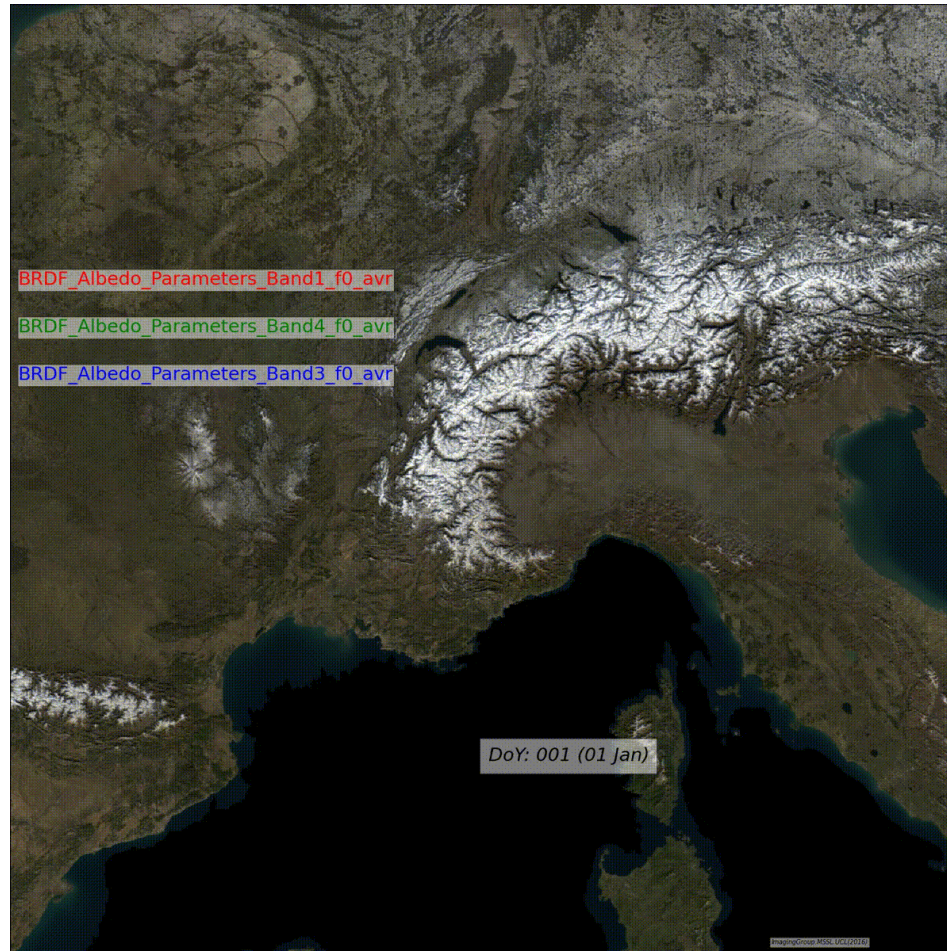 BRDF_Albedo_Parameters_Band1_f0_avr
BRDF_Albedo_Parameters_Band4_f0_avr
BRDF_Albedo_Parameters_Band3_f0_avr
DoY: 001 (01 Jan)
ImagingGroup MSSL UCL(2016)